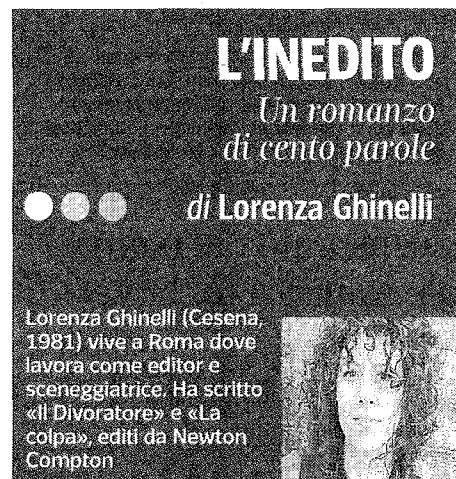 L'INEDITO
Un romanzo
di cento parole
di Lorenza Ghinelli
Lorenza Ghinelli (Cesena,
1981) vive a Roma dove
lavora come editor e
sceneggiatrice. Ha scritto
«Il Divoratore» e «La
colpa», editi da Newton
Compton